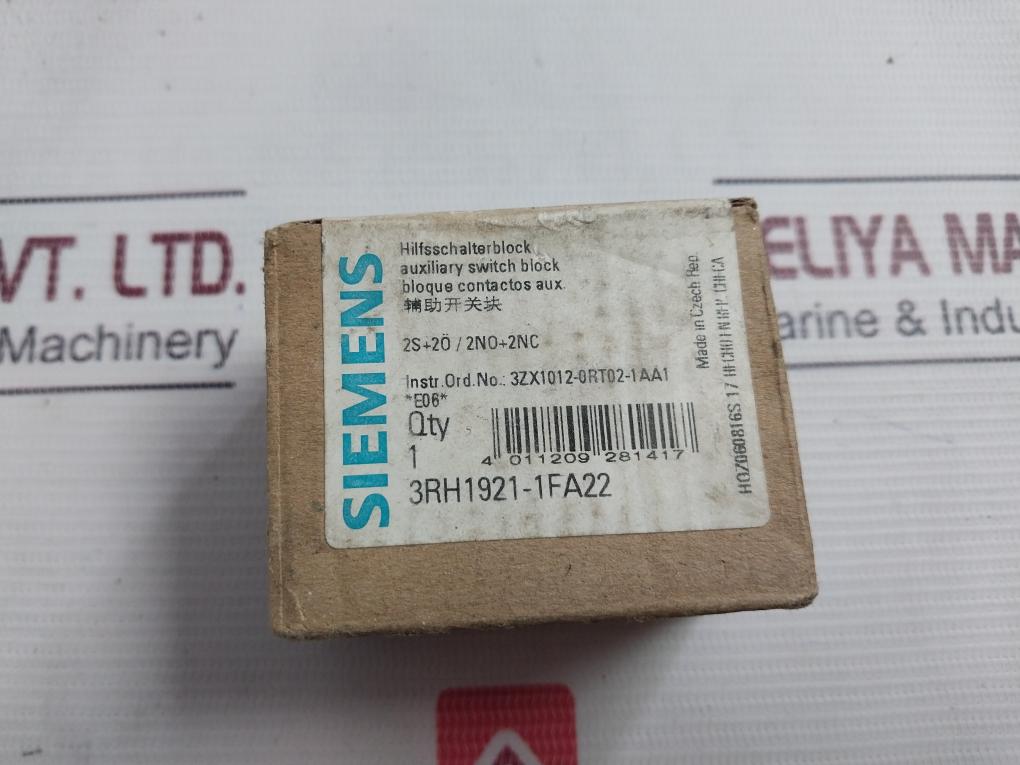 VT. LTD.
Machinery
ELIYA MA
arine & Indu
SIEMENS
Hilfsschalterblock
auxiliary switch block
bloque contactos aux.
辅助开关块
2S+2Ö / 2NO+2NC
Instr.Ord.No.: 3ZX1012-0RT02-1AA1
*E06*
Qty
1
4 011209 281417
3RH1921-1FA22
Made in Czech Rep.